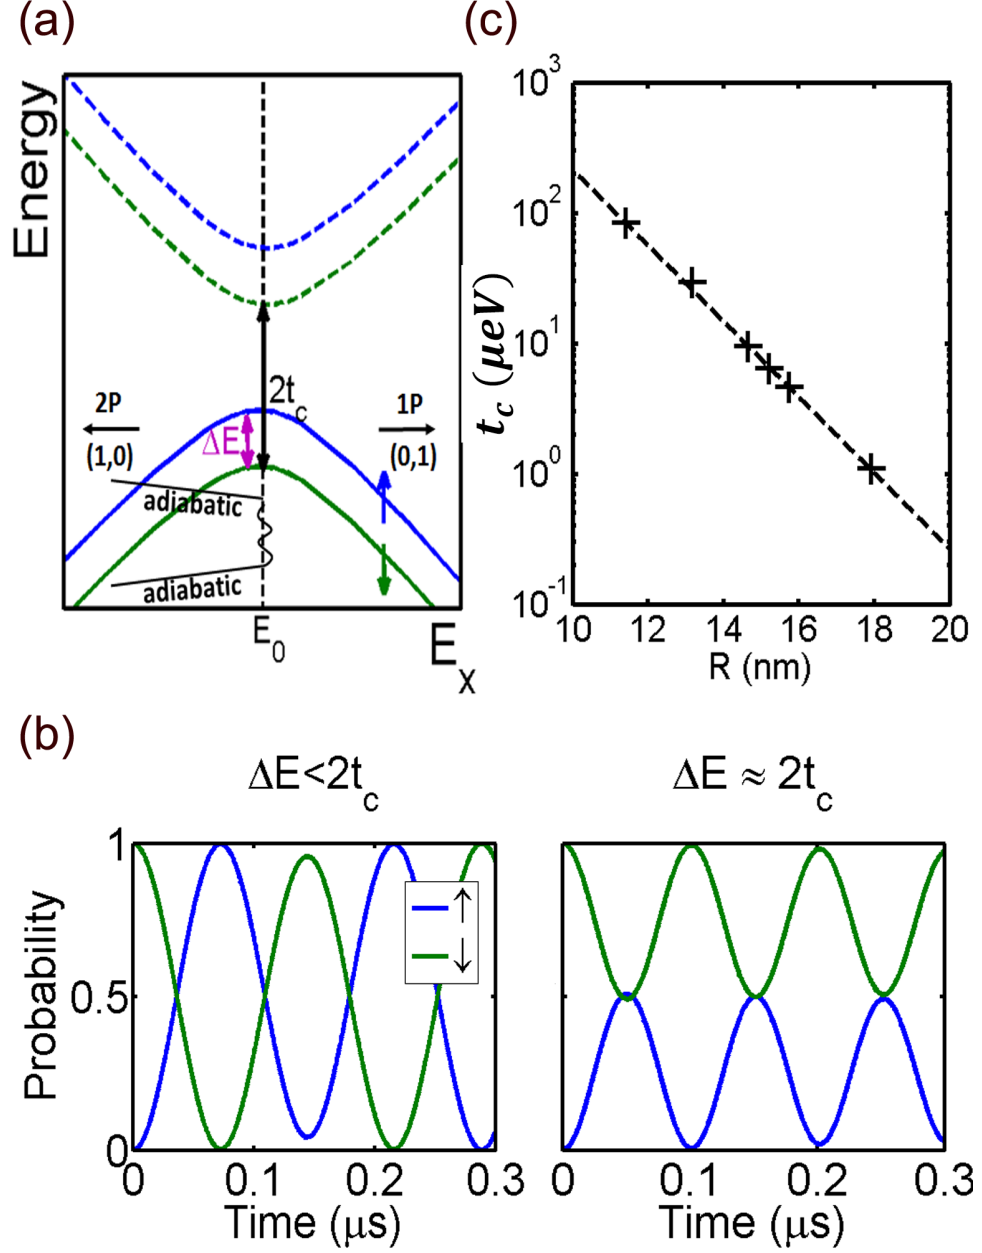 (a)
Energy
2P
(1,0)
1P
(0,1)
2t_c
ΔE
adiabatic
adiabatic
E_0
E_X
(c)
t_c (μeV)
10^3
10^2
10^1
10^0
10^-1
10 12 14 16 18 20
R (nm)
(b)
ΔE<2t_c
ΔE ≈ 2t_c
Probability
1
0.5
0
↑
↓
0 0.1 0.2 0.3
Time (μs)
0 0.1 0.2 0.3
Time (μs)